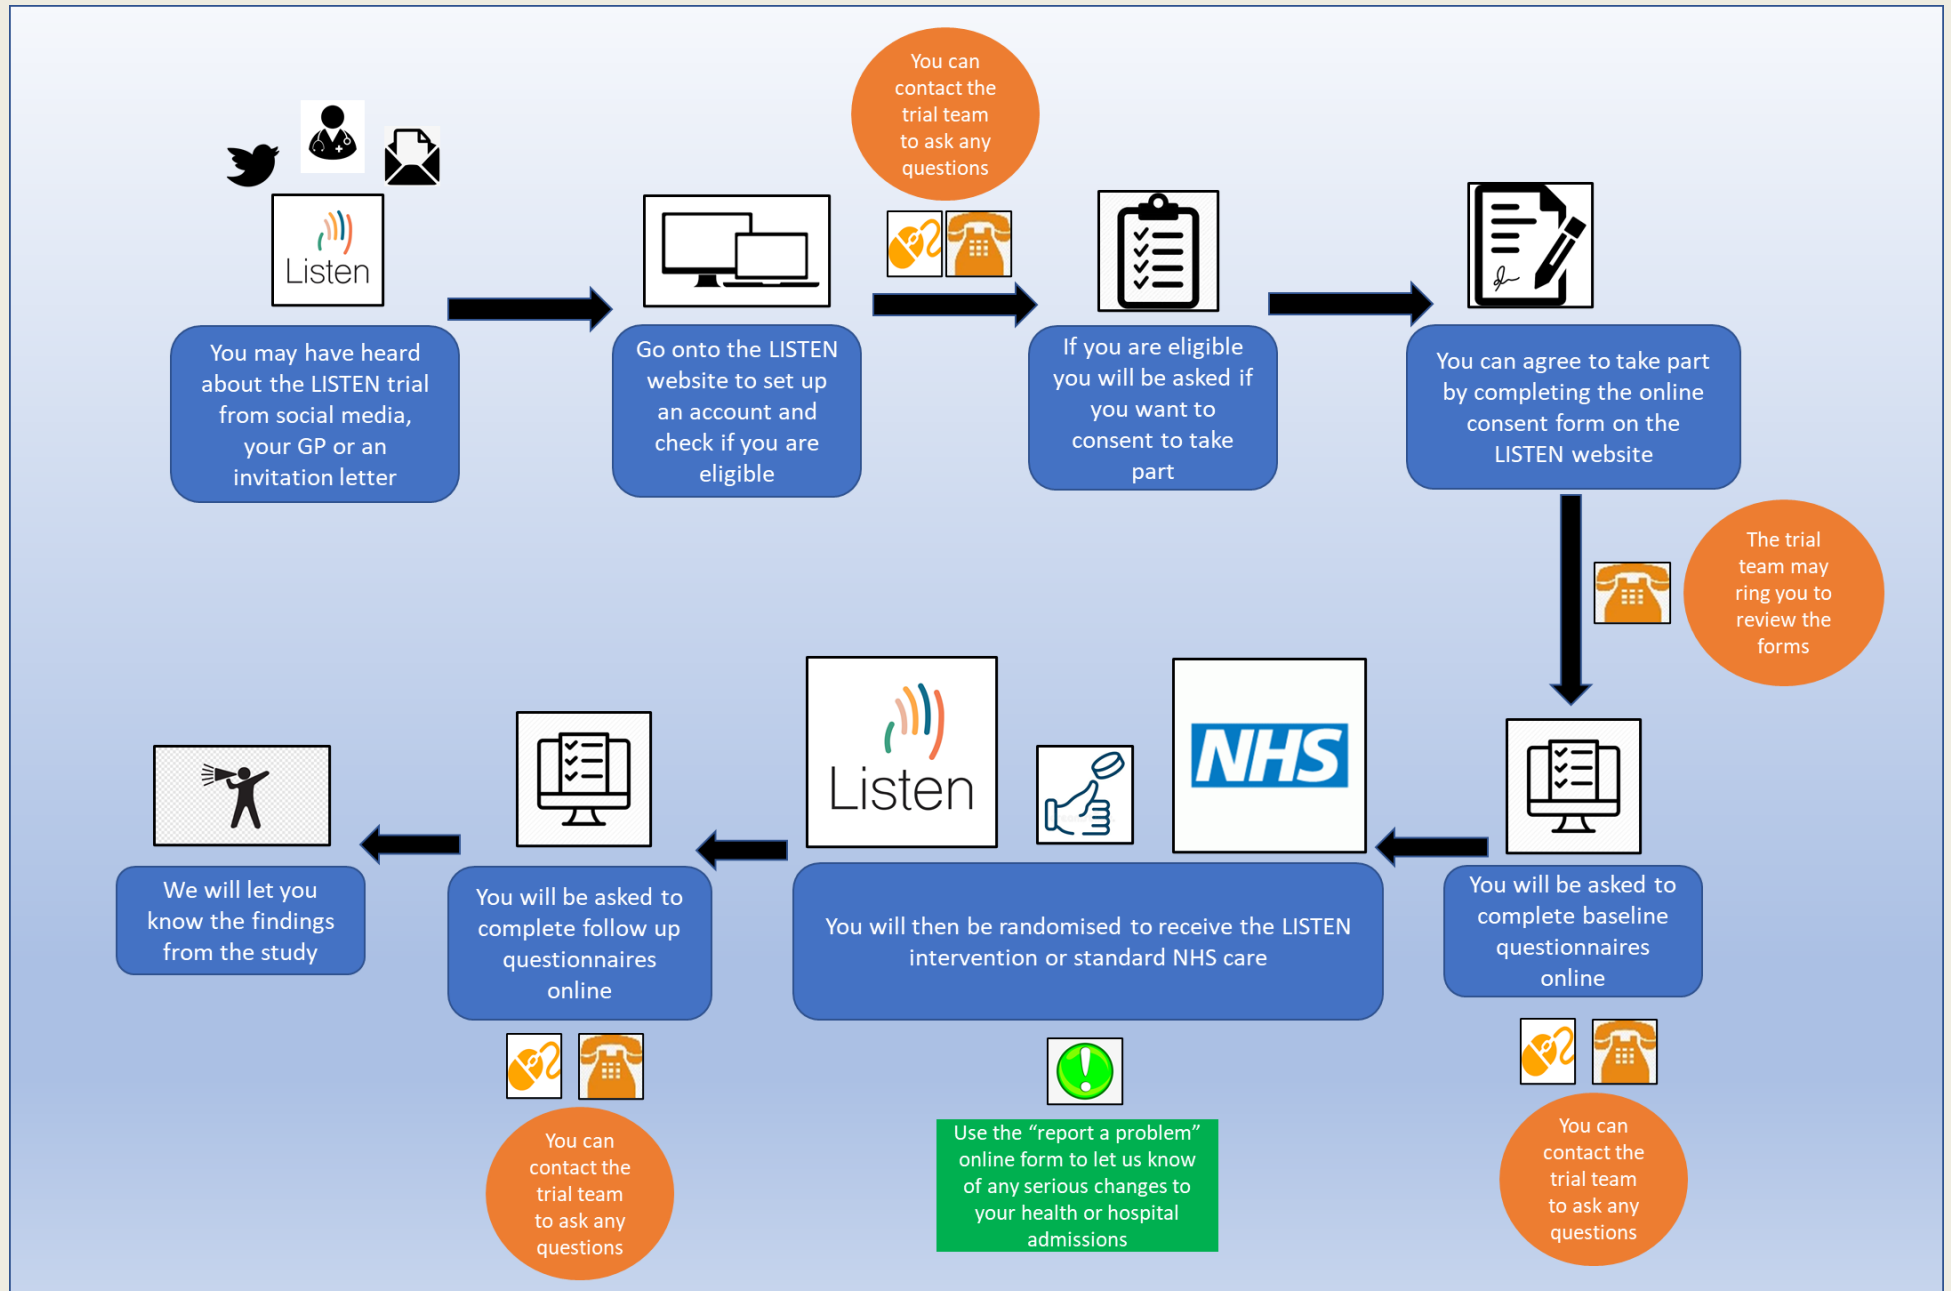 You can
contact the
trial team
to ask any
questions
Listen
You may have heard
about the LISTEN trial
from social media,
your GP or an
invitation letter
Go onto the LISTEN
website to set up
an account and
check if you are
eligible
If you are eligible
you will be asked if
you want to
consent to take
part
You can agree to take part
by completing the online
consent form on the
LISTEN website
The trial
team may
ring you to
review the
forms
NHS
You will be asked to
complete baseline
questionnaires
online
You can
contact the
trial team
to ask any
questions
Listen
You will then be randomised to receive the LISTEN
intervention or standard NHS care
Use the “report a problem”
online form to let us know
of any serious changes to
your health or hospital
admissions
You will be asked to
complete follow up
questionnaires
online
You can
contact the
trial team
to ask any
questions
We will let you
know the findings
from the study